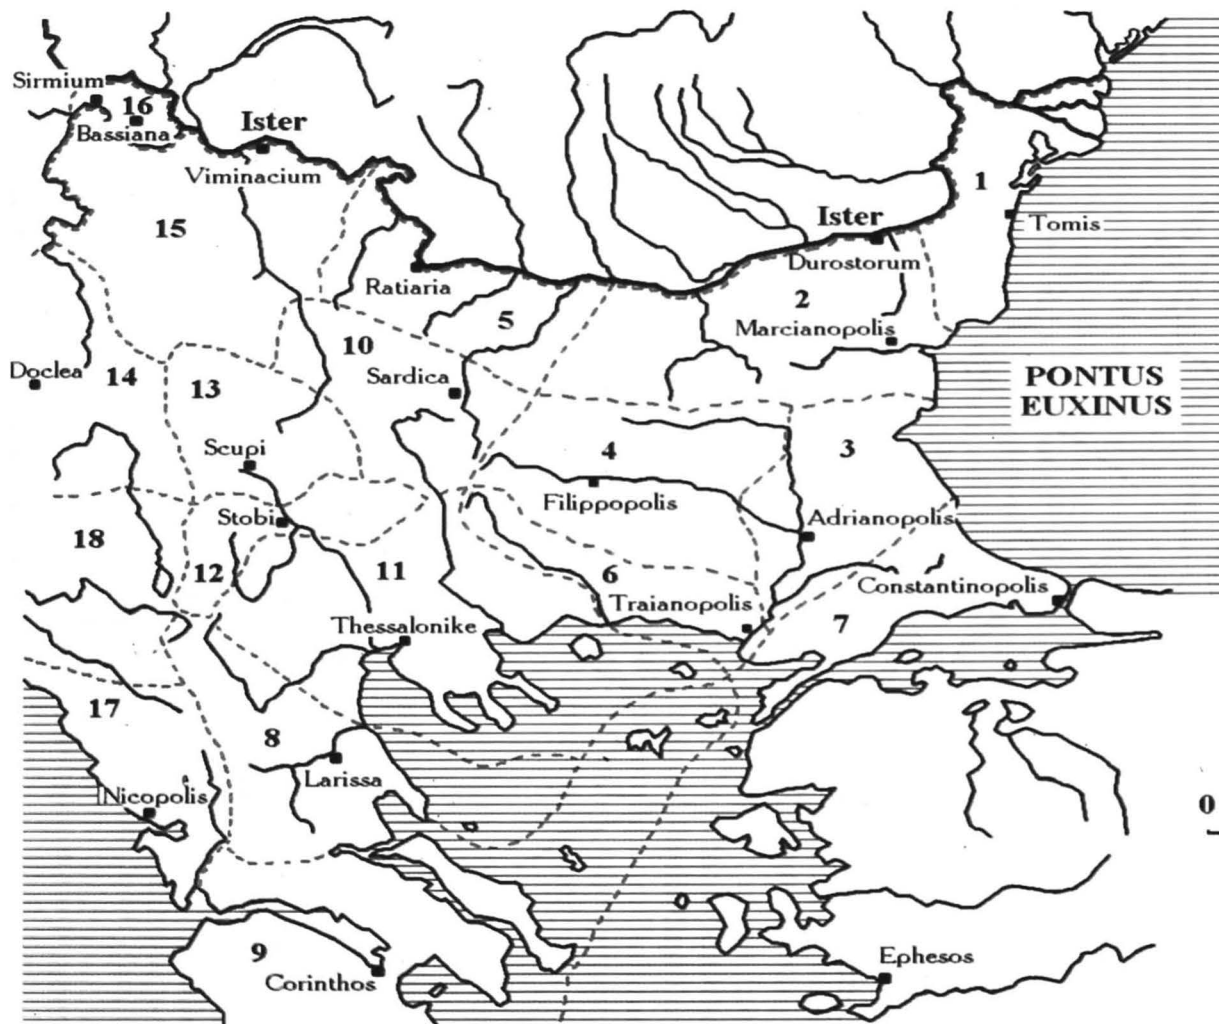 Sirmium
16
Bassiana
Ister
Viminacium
1
15
Ister
Tomis
Durostorum
Ratiaria
2
5
Marcianopolis
10
Doclea
14
13
Sardica
PONTUS
EUXINUS
Scupi
4
3
Filippopolis
Stobi
Adrianopolis
18
12
11
6
Constantinopolis
Traianopolis
7
Thessalonike
17
8
Larissa
Nicopolis
0
9
Corinthos
Ephesos